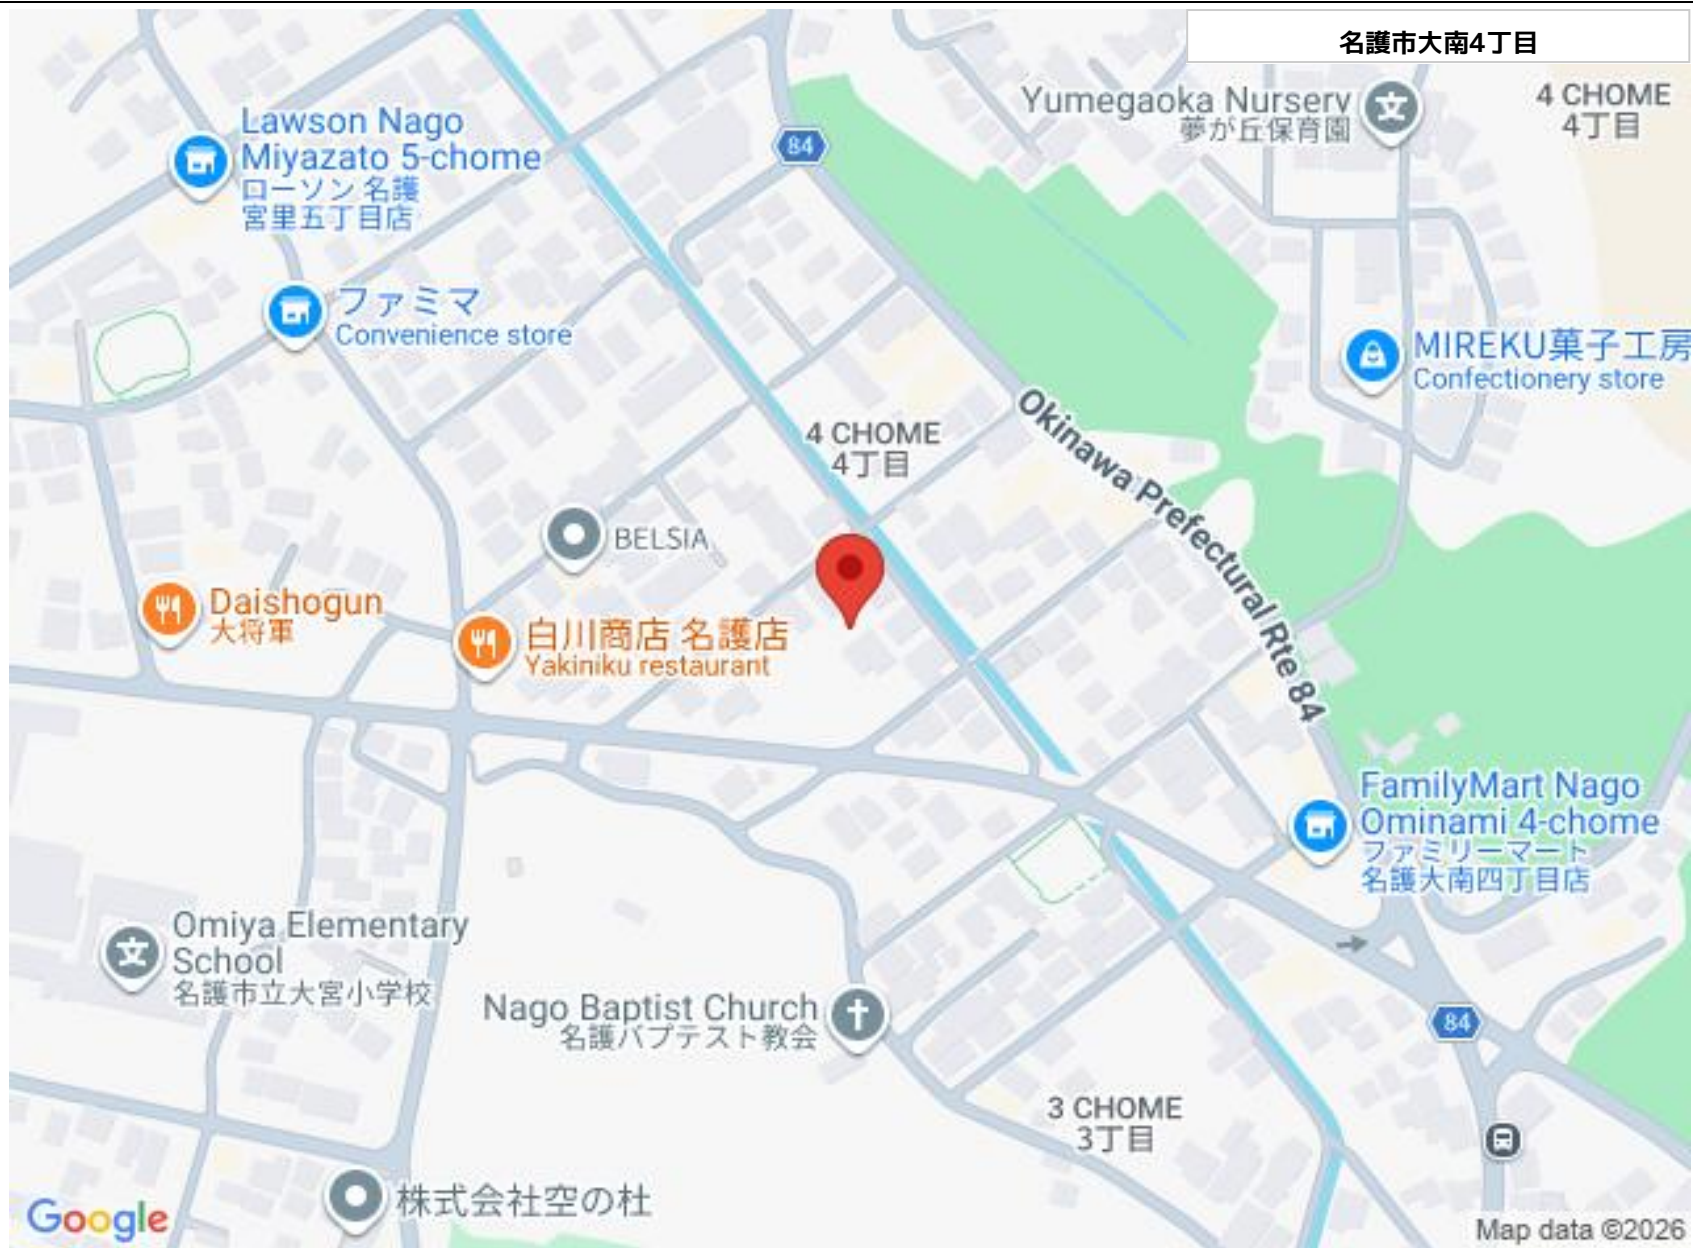 名護市大南4丁目
Yumegaoka Nursery
夢が丘保育園
4 CHOME
4丁目
Lawson Nago
Miyazato 5-chome
ローソン 名護
宮里五丁目店
84
ファミマ
Convenience store
MIREKU菓子工房
Confectionery store
4 CHOME
4丁目
Okinawa Prefectural Rte 84
BELSIA
Daishogun
大将軍
白川商店 名護店
Yakiniku restaurant
FamilyMart Nago
Ominami 4-chome
ファミリーマート
名護大南四丁目店
Omiya Elementary
School
名護市立大宮小学校
Nago Baptist Church
名護バプテスト教会
84
3 CHOME
3丁目
株式会社空の杜
Google
Map data ©2026